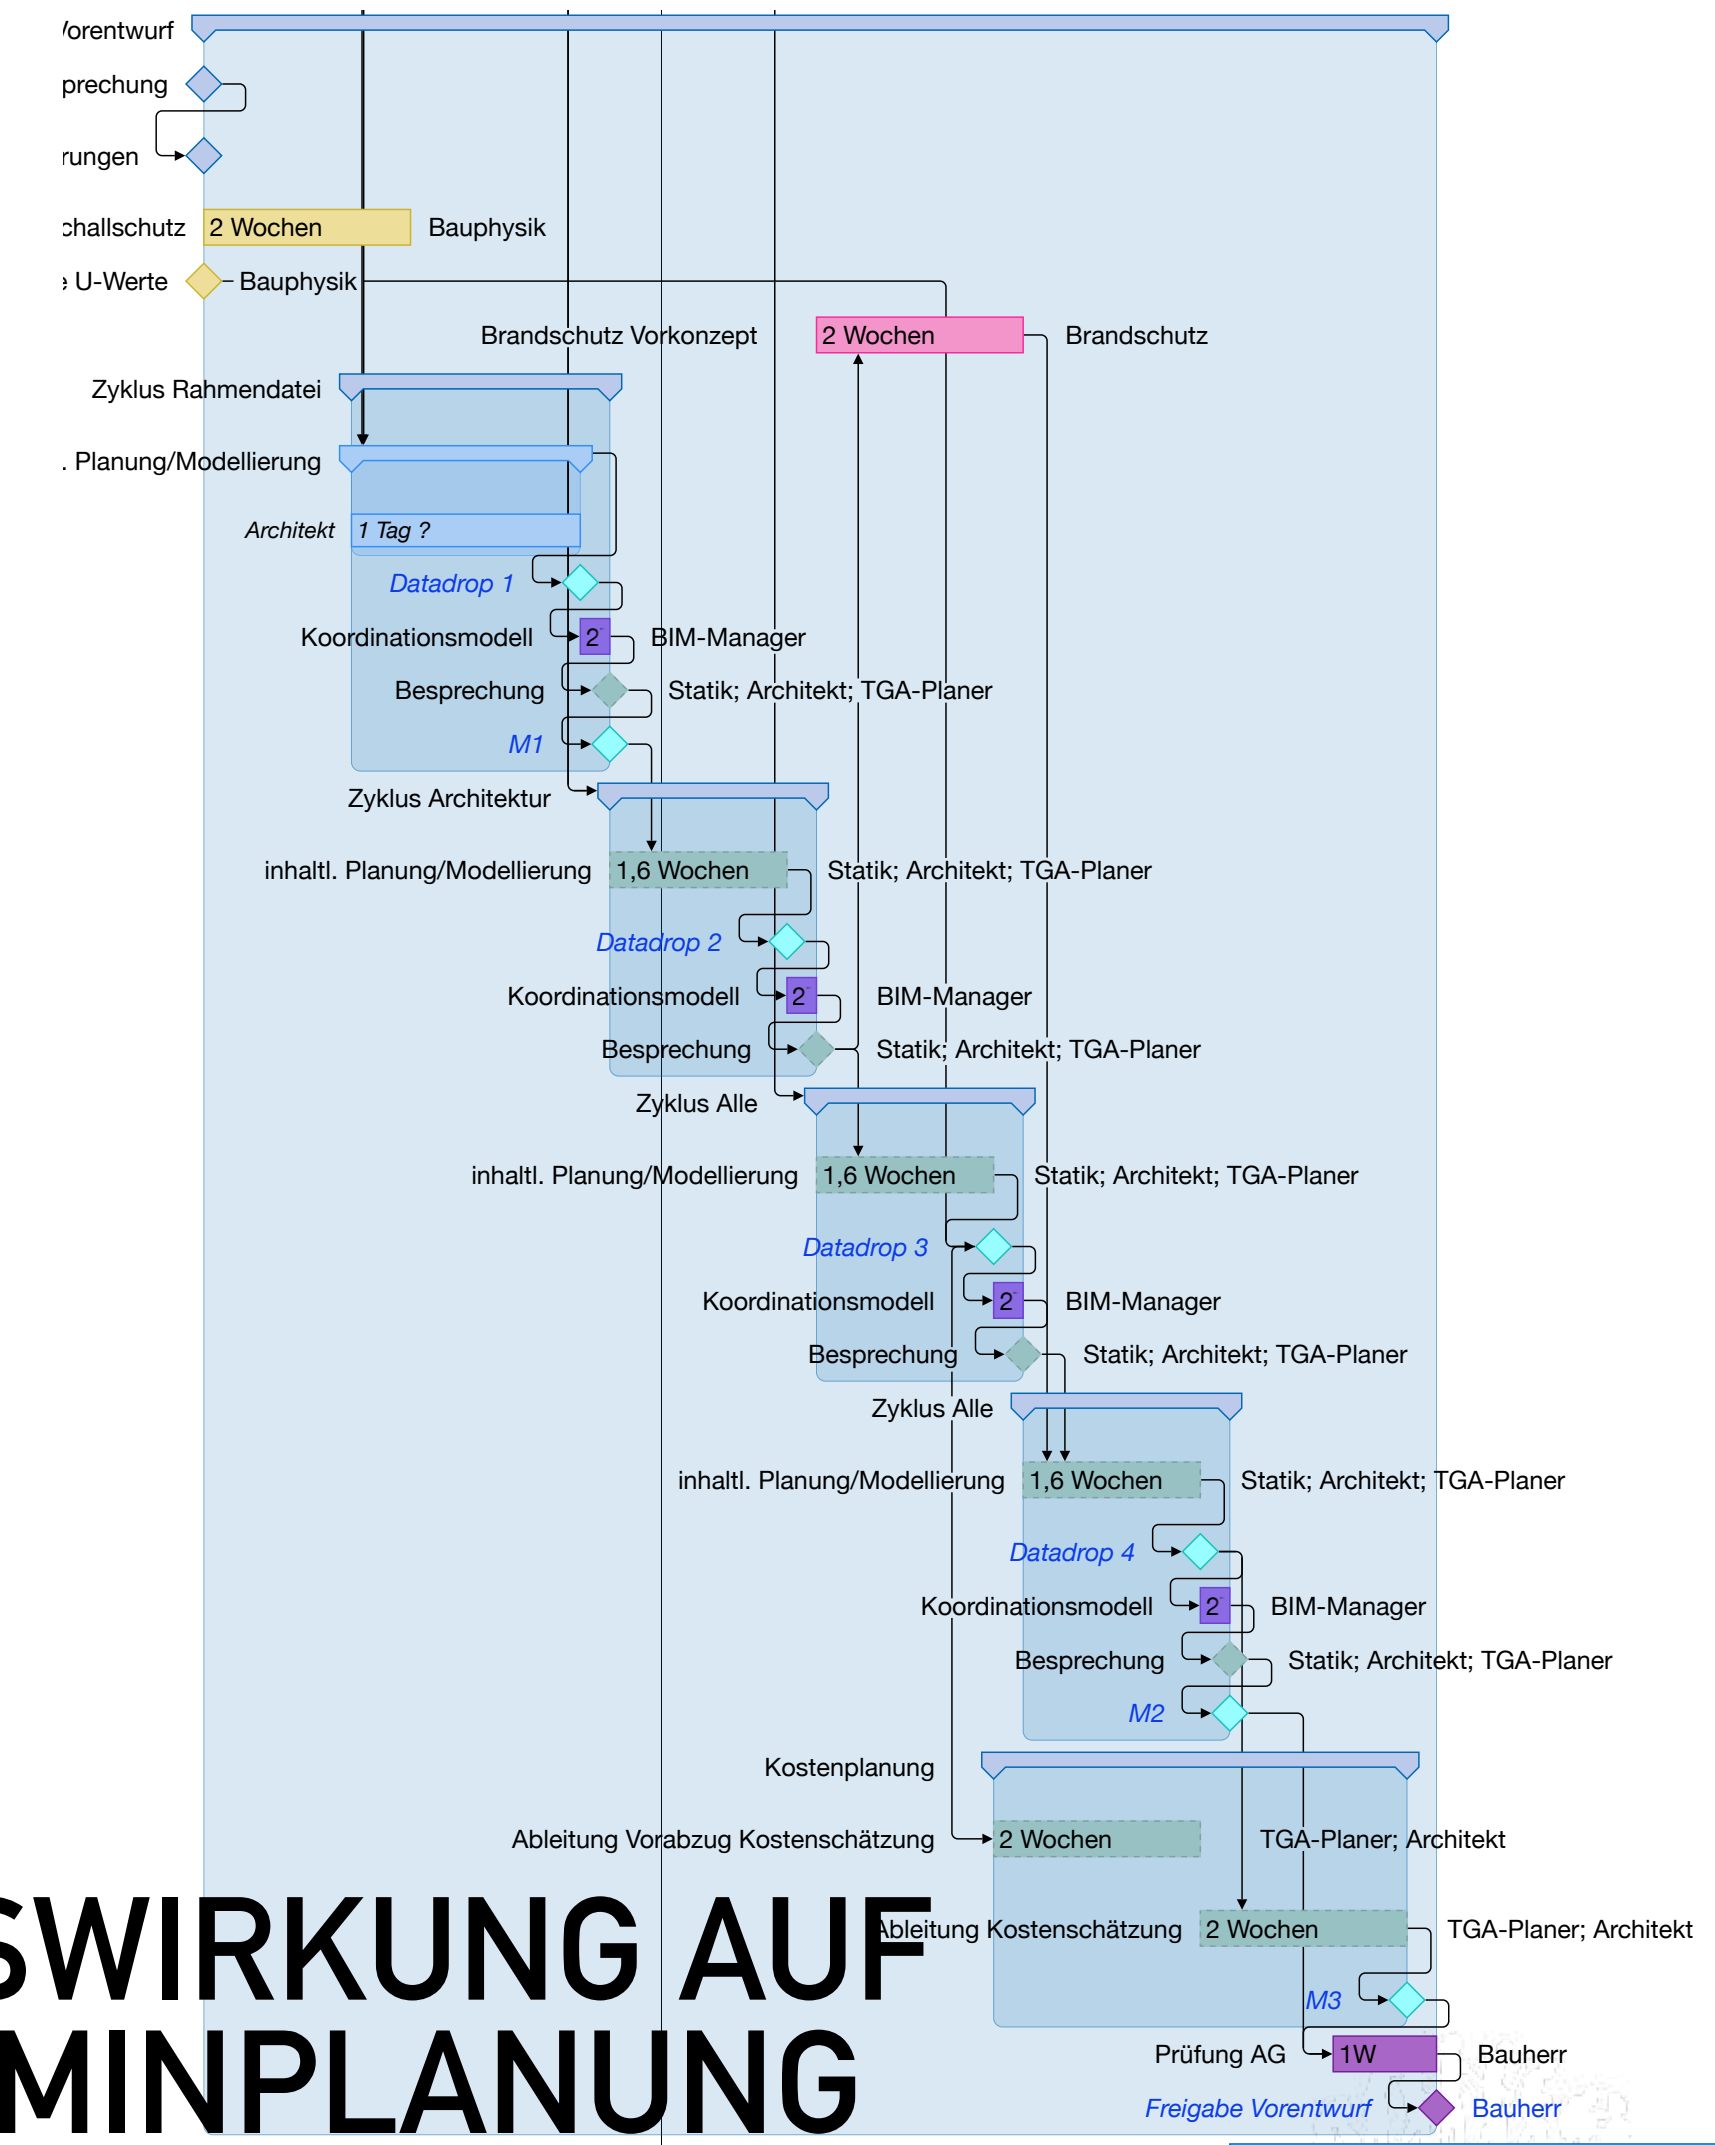 Vorentwurf
prechung
rungen
challschutz 2 Wochen Bauphysik
U-Werte Bauphysik
Brandschutz Vorkonzept 2 Wochen Brandschutz
Zyklus Rahmendatei
. Planung/Modellierung
Architekt 1 Tag ?
Datadrop 1
Koordinationsmodell 2 BIM-Manager
Besprechung Statik; Architekt; TGA-Planer
M1
Zyklus Architektur
inhaltl. Planung/Modellierung 1,6 Wochen Statik; Architekt; TGA-Planer
Datadrop 2
Koordinationsmodell 2 BIM-Manager
Besprechung Statik; Architekt; TGA-Planer
Zyklus Alle
inhaltl. Planung/Modellierung 1,6 Wochen Statik; Architekt; TGA-Planer
Datadrop 3
Koordinationsmodell 2 BIM-Manager
Besprechung Statik; Architekt; TGA-Planer
Zyklus Alle
inhaltl. Planung/Modellierung 1,6 Wochen Statik; Architekt; TGA-Planer
Datadrop 4
Koordinationsmodell 2 BIM-Manager
Besprechung Statik; Architekt; TGA-Planer
M2
Kostenplanung
Ableitung Vorabzug Kostenschätzung 2 Wochen TGA-Planer; Architekt
Ableitung Kostenschätzung 2 Wochen TGA-Planer; Architekt
M3
Prüfung AG 1W Bauherr
Freigabe Vorentwurf Bauherr
SWIRKUNG AUF
MINPLANUNG